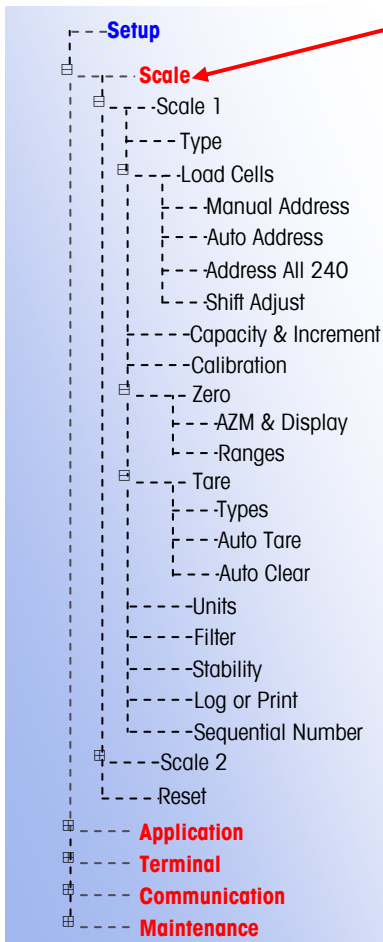 Setup
Scale
Scale 1
Type
Load Cells
Manual Address
Auto Address
Address All 240
Shift Adjust
Capacity & Increment
Calibration
Zero
AZM & Display
Ranges
Tare
Types
Auto Tare
Auto Clear
Units
Filter
Stability
Log or Print
Sequential Number
Scale 2
Reset
Application
Terminal
Communication
Maintenance